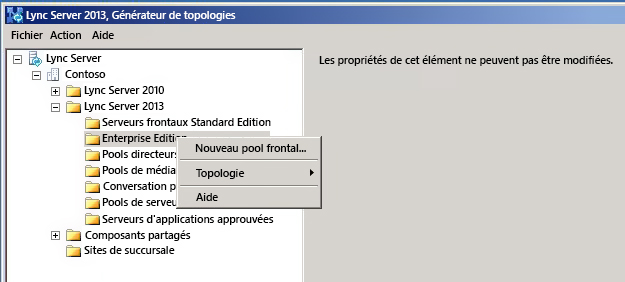 Lync Server 2013, Générateur de topologies
Fichier Action Aide
Lync Server
Contoso
Lync Server 2010
Lync Server 2013
Serveurs frontaux Standard Edition
Enterprise Edition
Pools directeurs
Pools de média
Conversation p
Pools de serveu
Serveurs d'applications approuvées
Composants partagés
Sites de succursale
Nouveau pool frontal...
Topologie
Aide
Les propriétés de cet élément ne peuvent pas être modifiées.